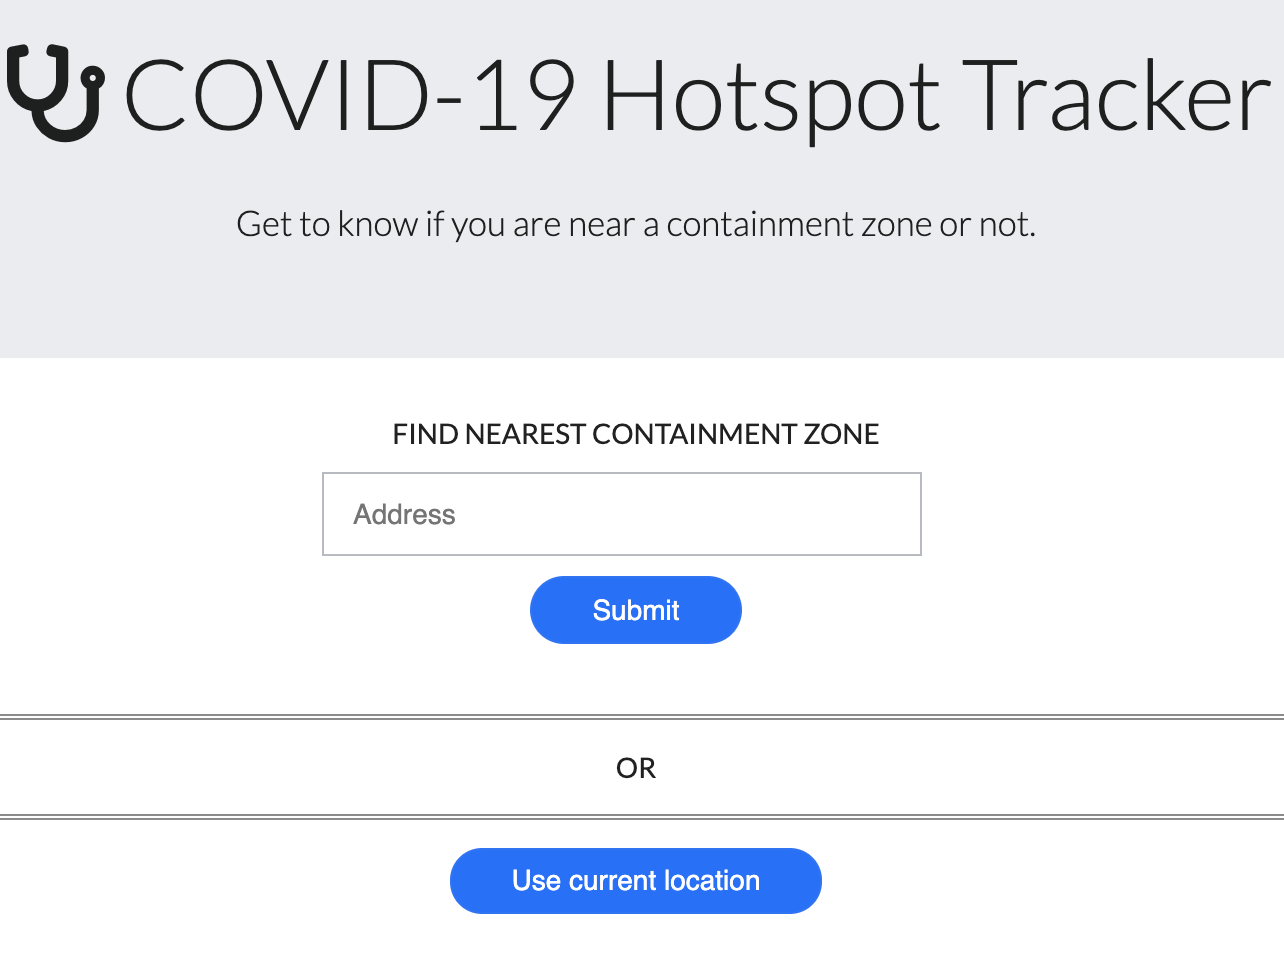 COVID-19 Hotspot Tracker
Get to know if you are near a containment zone or not.
FIND NEAREST CONTAINMENT ZONE
Address
Submit
OR
Use current location